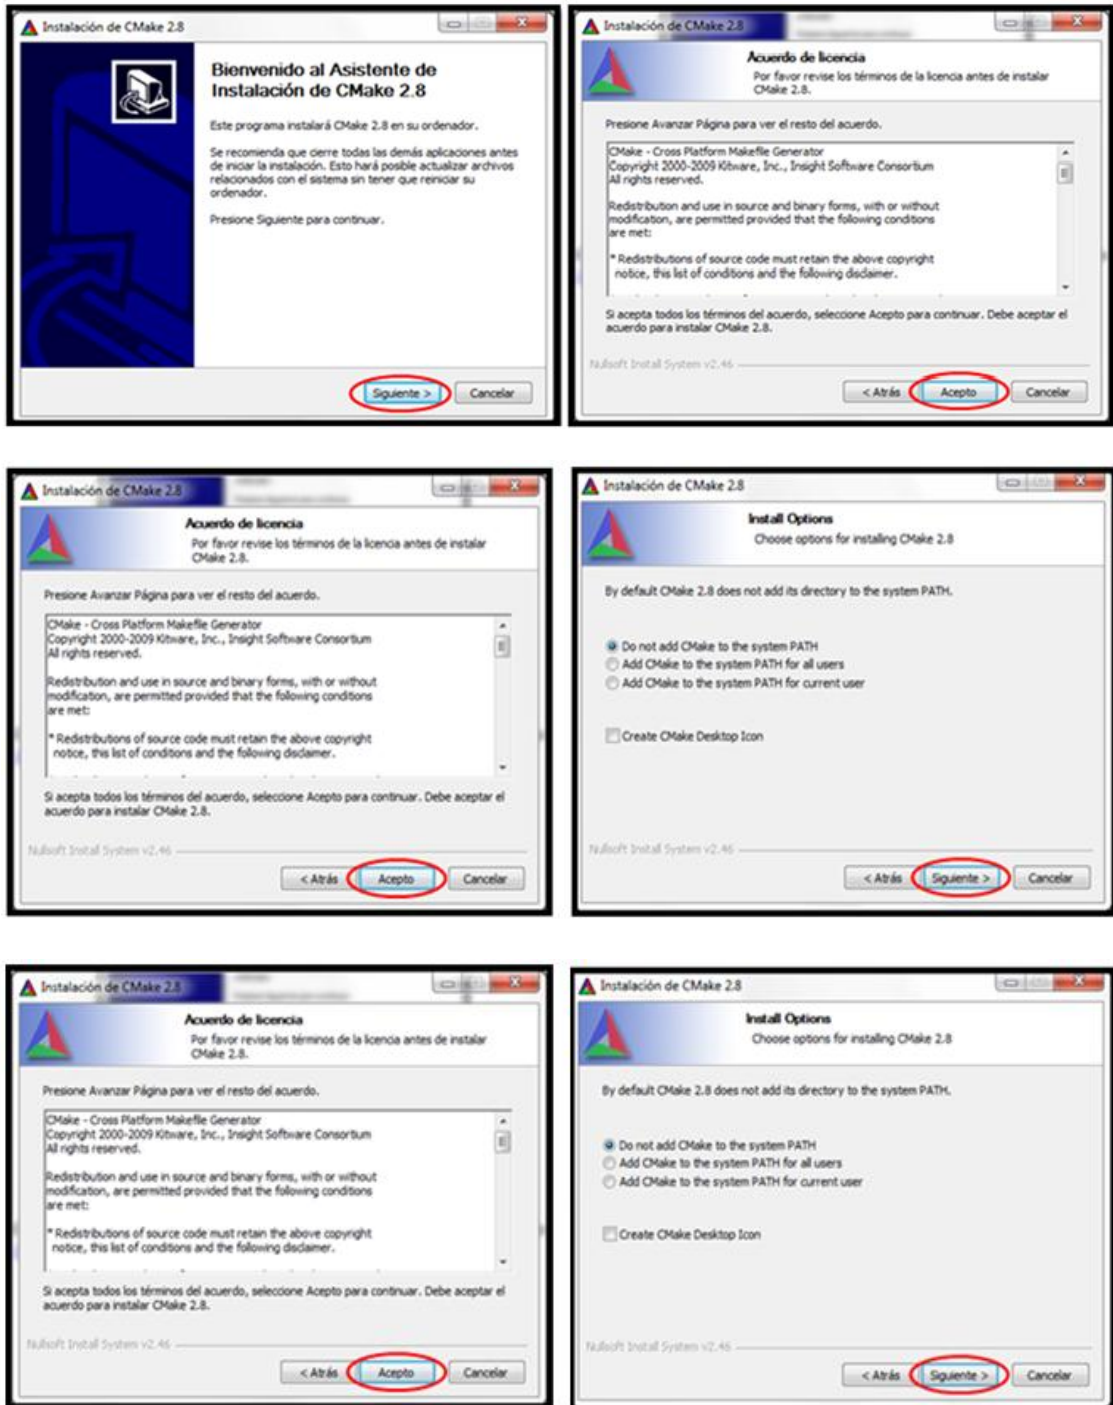 Instalación de CMake 2.8
Bienvenido al Asistente de
Instalación de CMake 2.8
Este programa instalará CMake 2.8 en su ordenador.
Se recomienda que cierre todas las demás aplicaciones antes
de iniciar la instalación. Esto hará posible actualizar archivos
relacionados con el sistema sin tener que reiniciar su
ordenador.
Presione Siguiente para continuar.
Siguiente >
Cancelar
Instalación de CMake 2.8
Acuerdo de licencia
Por favor revise los términos de la licencia antes de instalar
CMake 2.8.
Presione Avanzar Página para ver el resto del acuerdo.
CMake - Cross Platform Makefile Generator
Copyright 2000-2009 Kitware, Inc., Insight Software Consortium
All rights reserved.
Redistribution and use in source and binary forms, with or without
modification, are permitted provided that the following conditions
are met:
* Redistributions of source code must retain the above copyright
notice, this list of conditions and the following disclaimer.
Si acepta todos los términos del acuerdo, seleccione Acepto para continuar. Debe aceptar el
acuerdo para instalar CMake 2.8.
Nullsoft Install System v2.46
< Atrás
Acepto
Cancelar
Instalación de CMake 2.8
Acuerdo de licencia
Por favor revise los términos de la licencia antes de instalar
CMake 2.8.
Presione Avanzar Página para ver el resto del acuerdo.
CMake - Cross Platform Makefile Generator
Copyright 2000-2009 Kitware, Inc., Insight Software Consortium
All rights reserved.
Redistribution and use in source and binary forms, with or without
modification, are permitted provided that the following conditions
are met:
* Redistributions of source code must retain the above copyright
notice, this list of conditions and the following disclaimer.
Si acepta todos los términos del acuerdo, seleccione Acepto para continuar. Debe aceptar el
acuerdo para instalar CMake 2.8.
Nullsoft Install System v2.46
< Atrás
Acepto
Cancelar
Instalación de CMake 2.8
Install Options
Choose options for installing CMake 2.8
By default CMake 2.8 does not add its directory to the system PATH.
Do not add CMake to the system PATH
Add CMake to the system PATH for all users
Add CMake to the system PATH for current user
Create CMake Desktop Icon
Nullsoft Install System v2.46
< Atrás
Siguiente >
Cancelar
Instalación de CMake 2.8
Acuerdo de licencia
Por favor revise los términos de la licencia antes de instalar
CMake 2.8.
Presione Avanzar Página para ver el resto del acuerdo.
CMake - Cross Platform Makefile Generator
Copyright 2000-2009 Kitware, Inc., Insight Software Consortium
All rights reserved.
Redistribution and use in source and binary forms, with or without
modification, are permitted provided that the following conditions
are met:
* Redistributions of source code must retain the above copyright
notice, this list of conditions and the following disclaimer.
Si acepta todos los términos del acuerdo, seleccione Acepto para continuar. Debe aceptar el
acuerdo para instalar CMake 2.8.
Nullsoft Install System v2.46
< Atrás
Acepto
Cancelar
Instalación de CMake 2.8
Install Options
Choose options for installing CMake 2.8
By default CMake 2.8 does not add its directory to the system PATH.
Do not add CMake to the system PATH
Add CMake to the system PATH for all users
Add CMake to the system PATH for current user
Create CMake Desktop Icon
Nullsoft Install System v2.46
< Atrás
Siguiente >
Cancelar